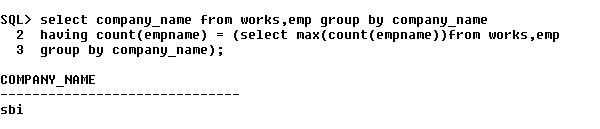 SQL> select company_name from works,emp group by company_name
2 having count(empname) = (select max(count(empname))from works,emp
3 group by company_name);
COMPANY_NAME
------------------------------
sbi